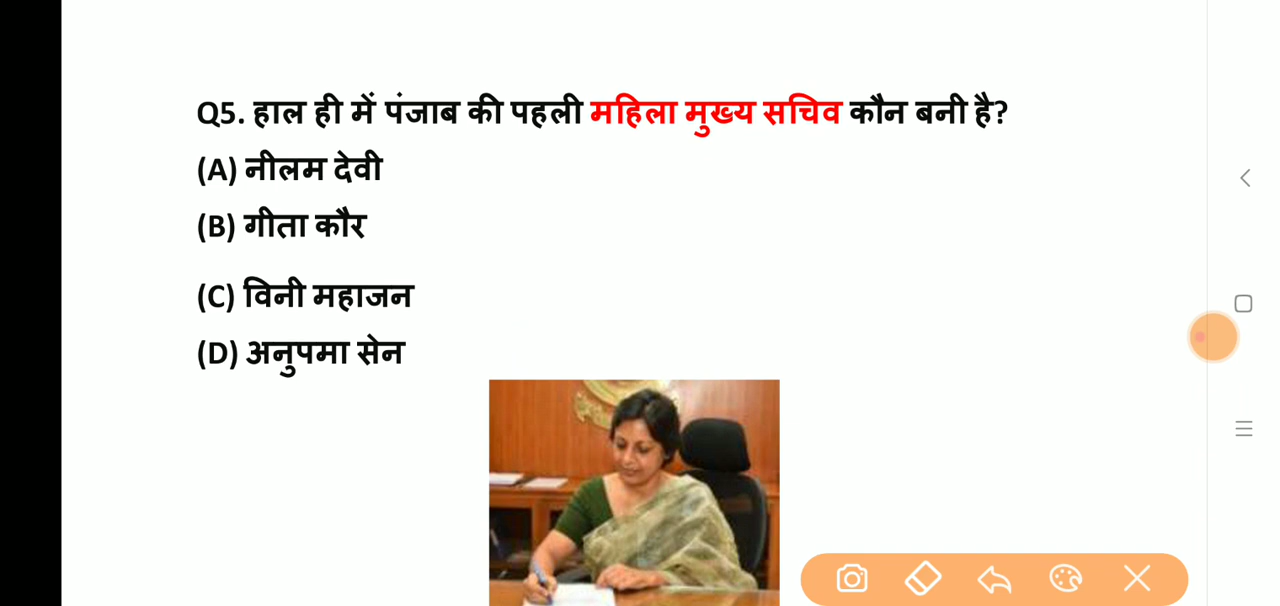 Q5. हाल ही में पंजाब की पहली महिला मुख्य सचिव कौन बनी है?
(A) नीलम देवी
(B) गीता कौर
(C) विनी महाजन
(D) अनुपमा सेन